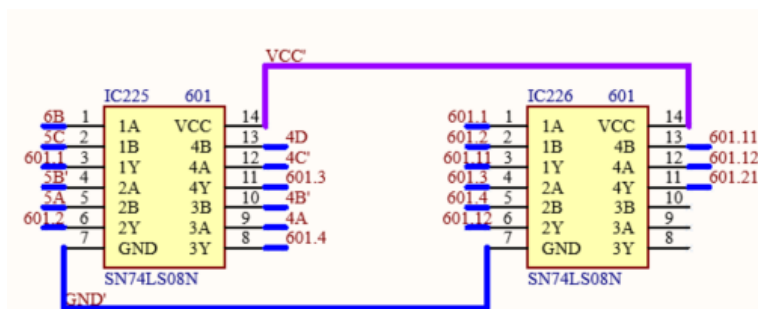 VCC'
IC225 601
IC226 601
6B 1 1A VCC 14
5C 2 1B 4B 13 4D
601.1 3 1Y 4A 12 4C'
5B' 4 2A 4Y 11 601.3
5A 5 2B 3B 10 4B'
601.2 6 2Y 3A 9 4A
7 GND 3Y 8 601.4
SN74LS08N
GND'
601.1 1 1A VCC 14
601.2 2 1B 4B 13 601.11
601.11 3 1Y 4A 12 601.12
601.3 4 2A 4Y 11 601.21
601.4 5 2B 3B 10
601.12 6 2Y 3A 9
7 GND 3Y 8
SN74LS08N